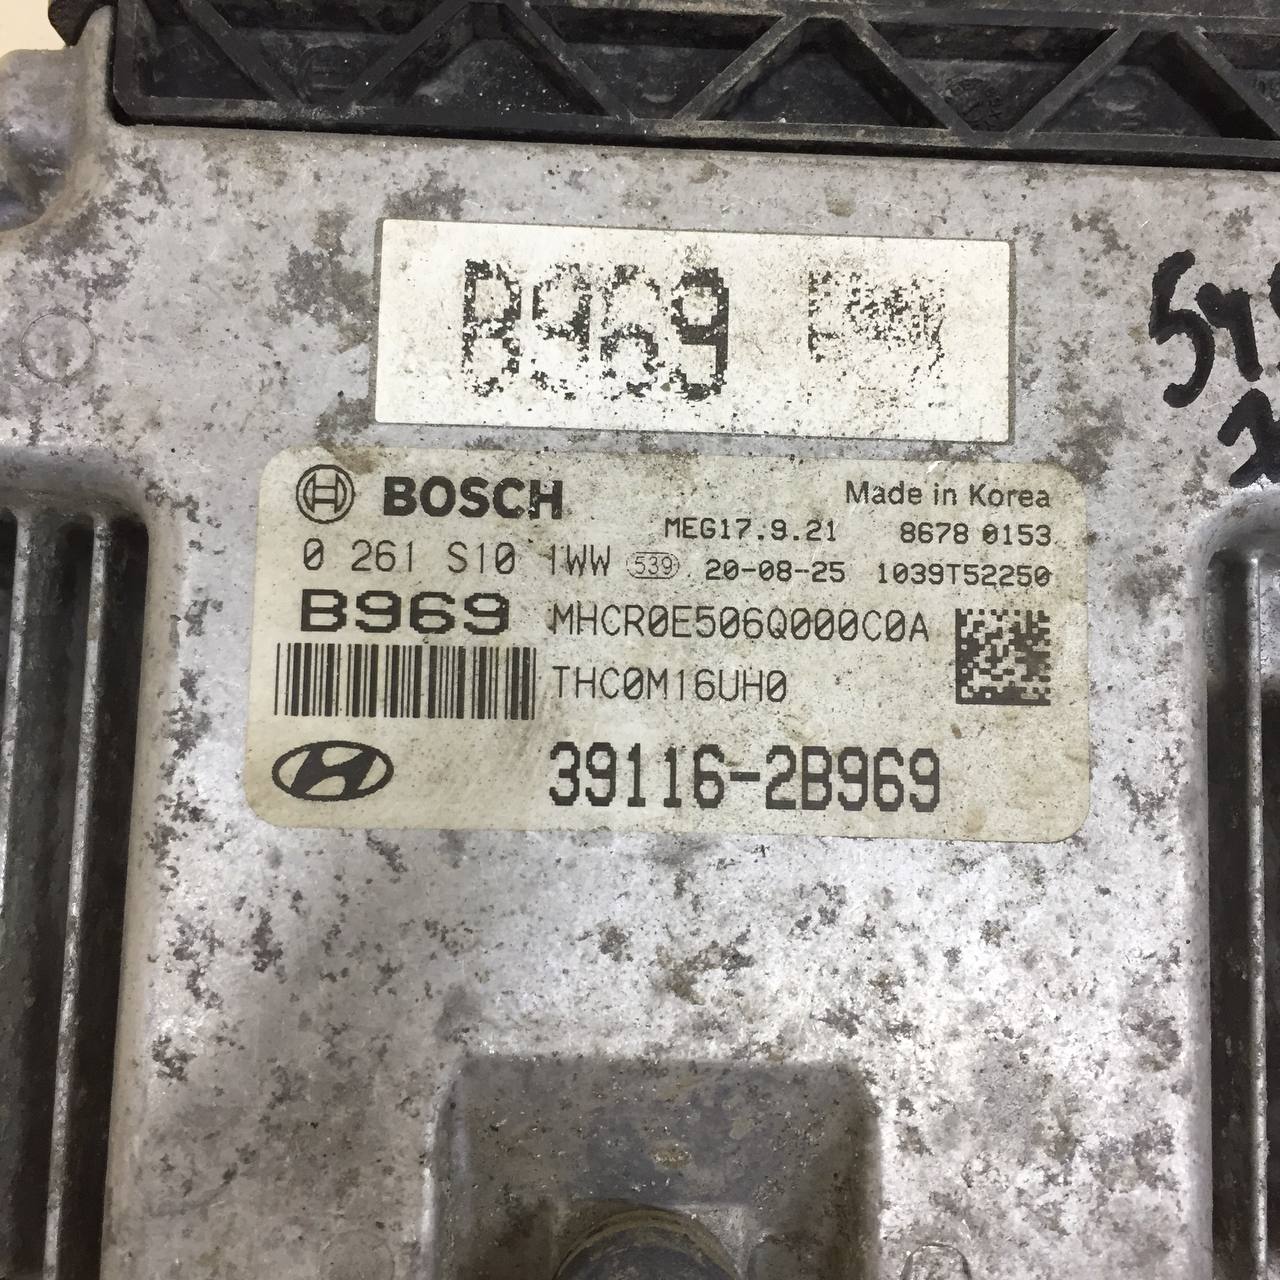 B969
BOSCH
Made in Korea
MEG17.9.21 8678 0153
0 261 S10 1WW 539 20-08-25 1039T52250
B969 MHCR0E506Q000C0A
THC0M16UH0
39116-2B969